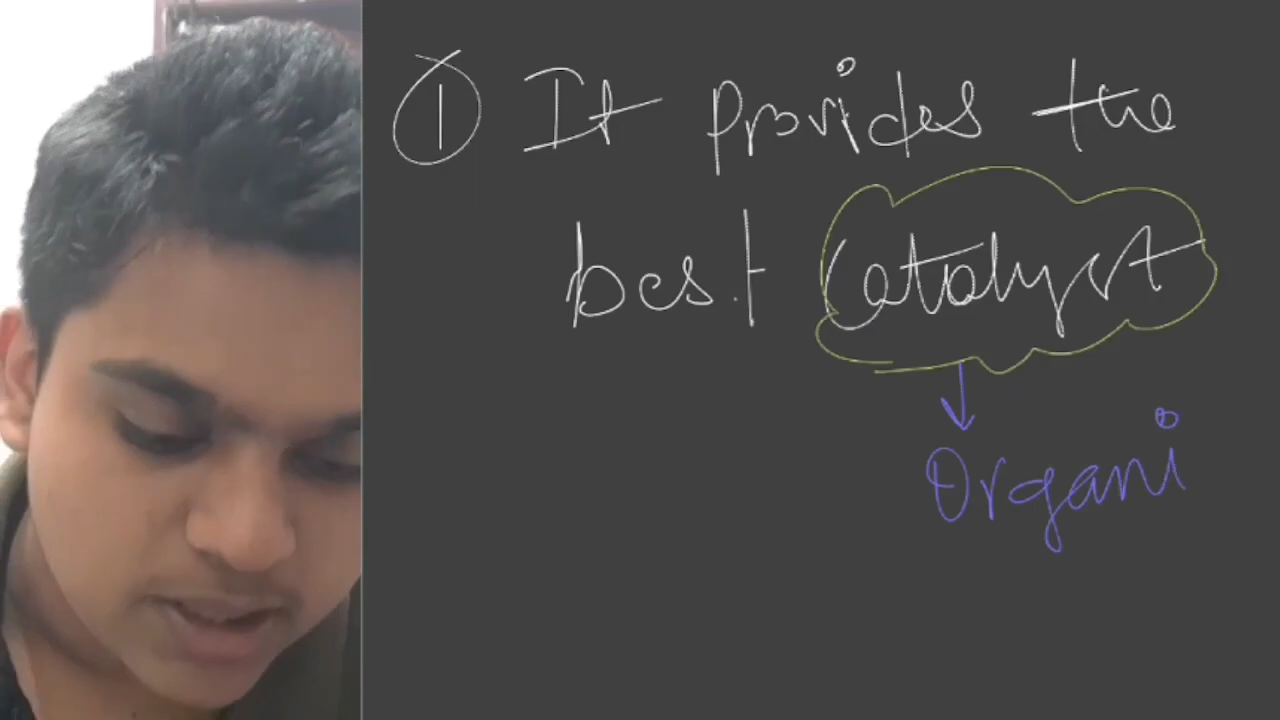 ① It provides the
best Catalyst
Organi